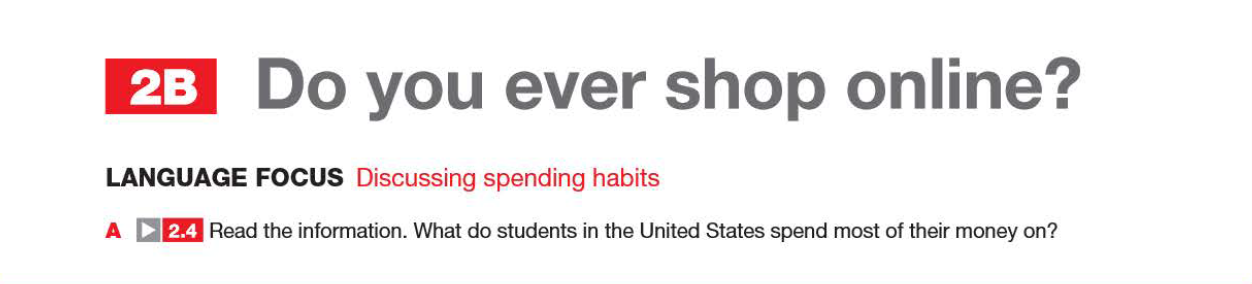 2B Do you ever shop online?
LANGUAGE FOCUS Discussing spending habits
A 2.4 Read the information. What do students in the United States spend most of their money on?